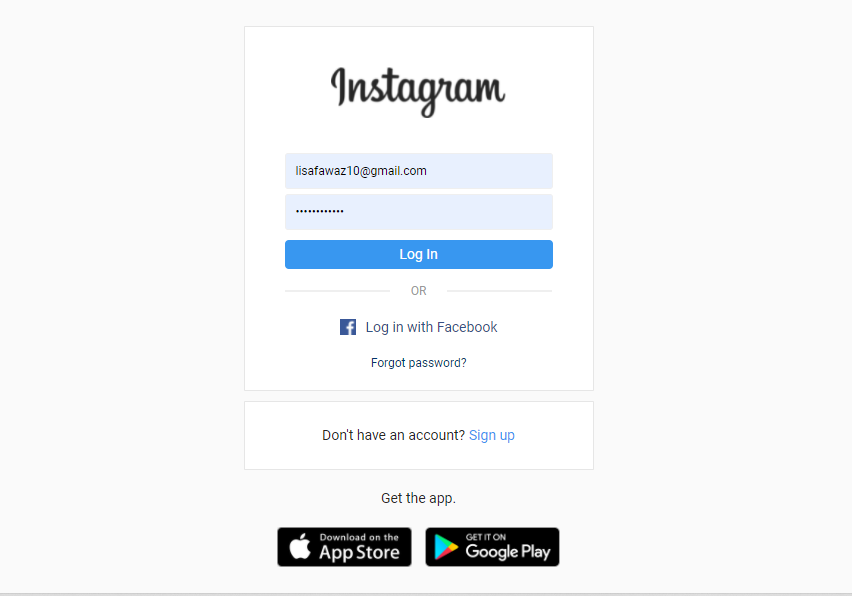 Instagram
lisafawaz10@gmail.com
••••••••••••
Log In
OR
Log in with Facebook
Forgot password?
Don't have an account? Sign up
Get the app.
Download on the
App Store
GET IT ON
Google Play